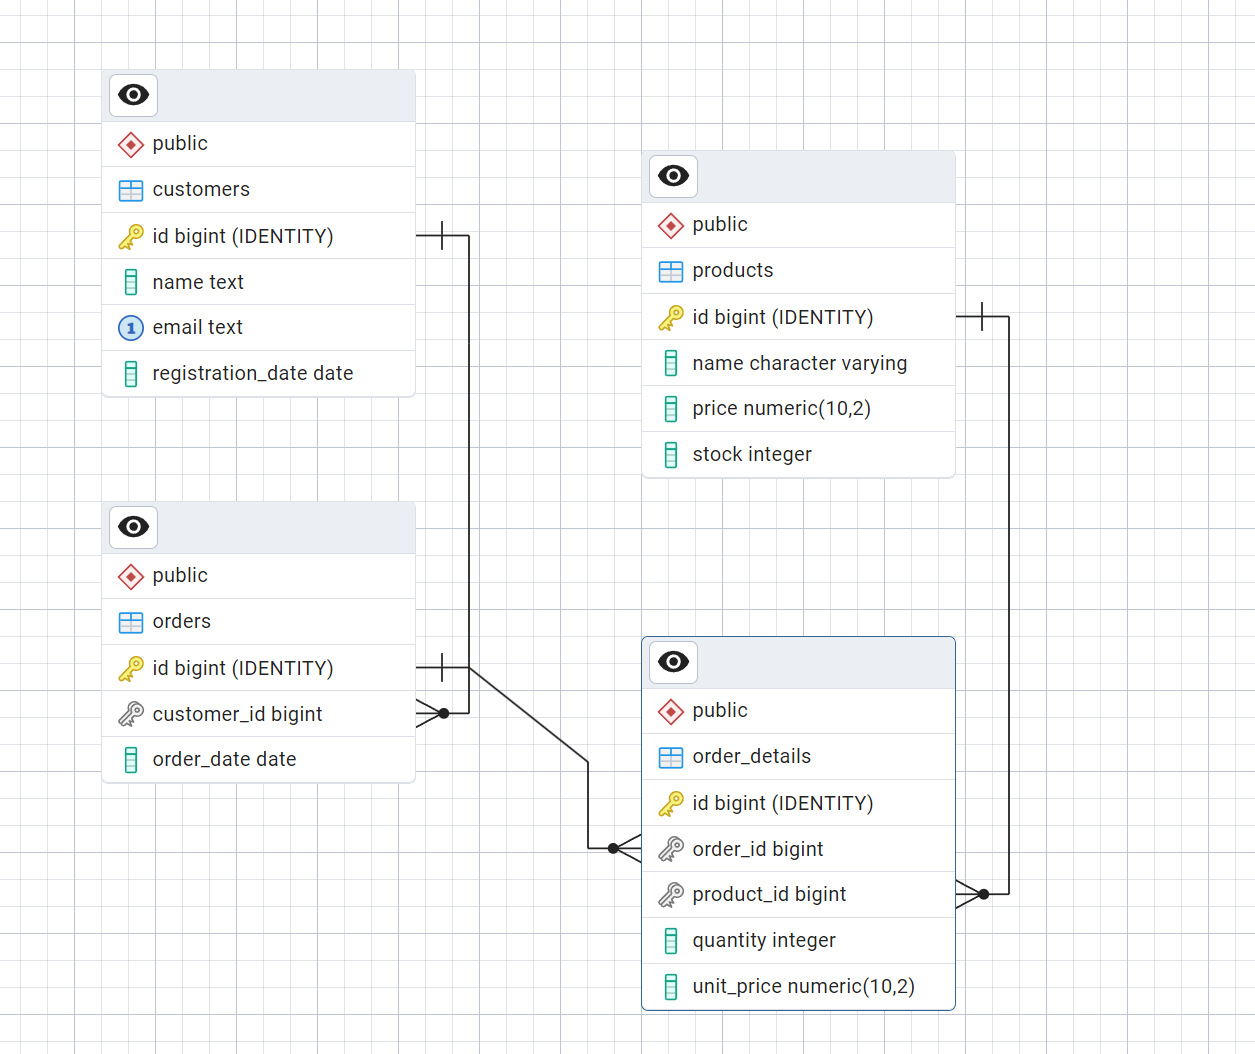 public
customers
id bigint (IDENTITY)
name text
1 email text
registration_date date
public
products
id bigint (IDENTITY)
name character varying
price numeric(10,2)
stock integer
public
orders
id bigint (IDENTITY)
customer_id bigint
order_date date
public
order_details
id bigint (IDENTITY)
order_id bigint
product_id bigint
quantity integer
unit_price numeric(10,2)